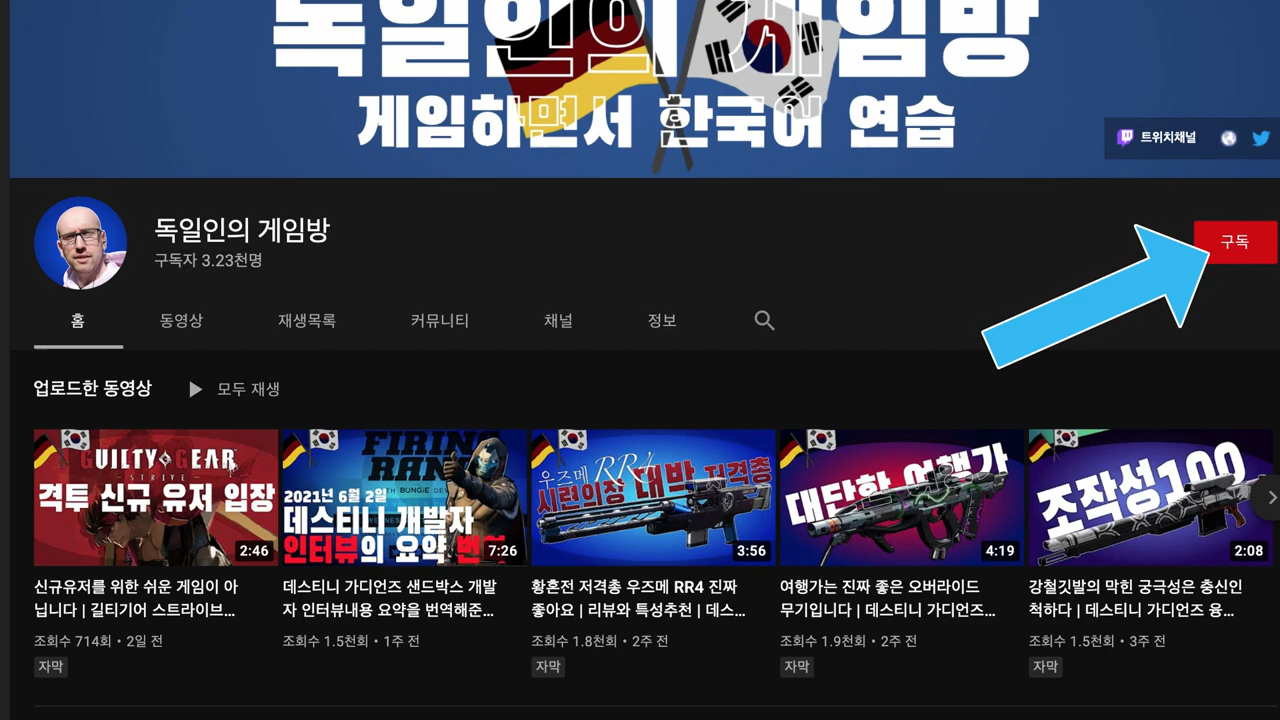 독일인의 게임방
게임하면서 한국어 연습
트위치채널
독일인의 게임방
구독자 3.23천명
구독
홈
동영상
재생목록
커뮤니티
채널
정보
업로드한 동영상
모두 재생
GUILTY GEAR
STRIVE
격투 신규 유저 입장
2:46
신규유저를 위한 쉬운 게임이 아
닙니다 | 길티기어 스트라이브...
조회수 714회 • 2일 전
자막
FIRING
RANGE
WITH BUNGIE DEV
2021년 6월 2일
데스티니 개발자
인터뷰의 요약
7:26
데스티니 가디언즈 샌드박스 개발
자 인터뷰내용 요약을 번역해준...
조회수 1.5천회 • 1주 전
우즈메 RR4
시련의장 대박 저격총
3:56
황혼전 저격총 우즈메 RR4 진짜
좋아요 | 리뷰와 특성추천 | 데스...
조회수 1.8천회 • 2주 전
자막
대단한 여행가
4:19
여행가는 진짜 좋은 오버라이드
무기입니다 | 데스티니 가디언즈...
조회수 1.9천회 • 2주 전
자막
조작성100
2:08
강철깃발의 막힌 궁극성은 충신인
척하다 | 데스티니 가디언즈 융...
조회수 1.5천회 • 3주 전
자막